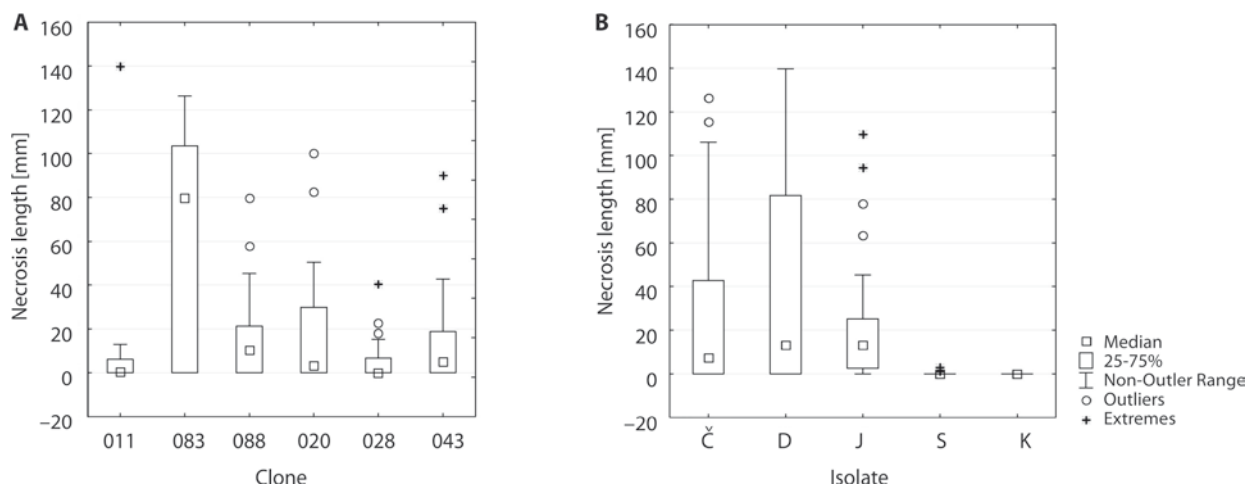 A
160
140
120
100
80
60
40
20
0
−20
Necrosis length [mm]
011 083 088 020 028 043
Clone
B
160
140
120
100
80
60
40
20
0
−20
Necrosis length [mm]
Č D J S K
Isolate
Median
25-75%
Non-Outler Range
Outliers
Extremes